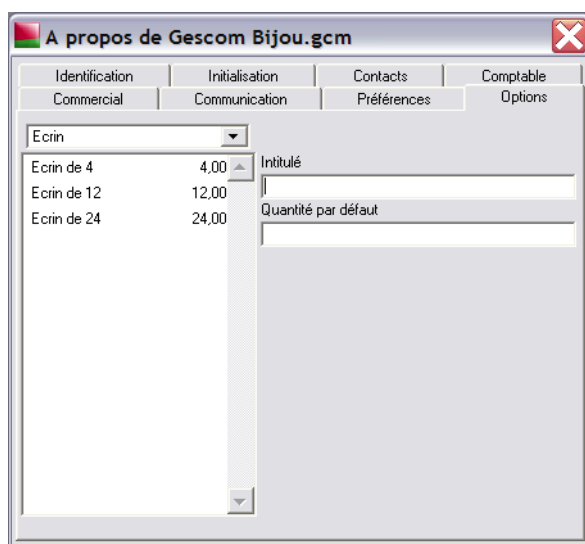 A propos de Gescom Bijou.gcm
Identification Initialisation Contacts Comptable
Commercial Communication Préférences Options
Ecrin
Ecrin de 4 4,00
Ecrin de 12 12,00
Ecrin de 24 24,00
Intitulé
Quantité par défaut